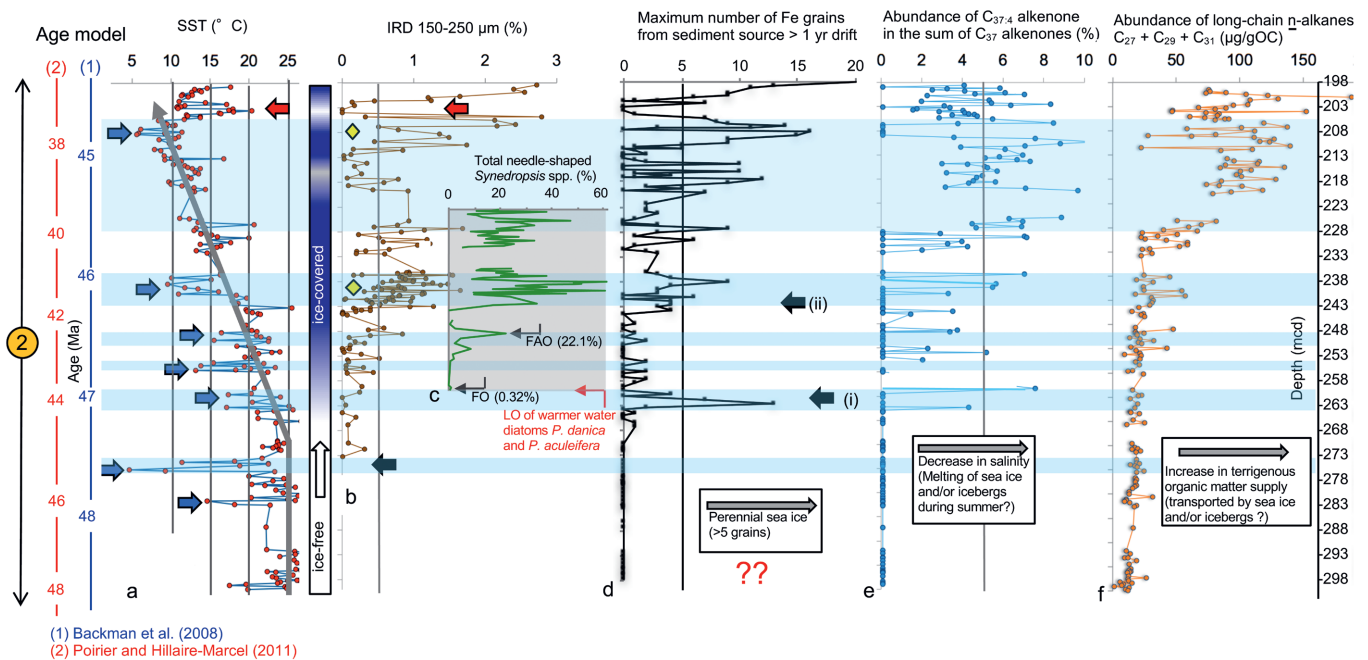 Age model
SST (° C)
IRD 150-250 µm (%)
Maximum number of Fe grains
from sediment source > 1 yr drift
Abundance of C37:4 alkenone
in the sum of C37 alkenones (%)
Abundance of long-chain n-alkanes
C27 + C29 + C31 (µg/gOC)
(2) (1)
5 10 15 20 25
0 1 2 3
0 5 10 15 20
0 2 4 6 8 10
0 50 100 150
198
203
208
213
218
223
228
233
243
248
253
258
263
268
273
278
283
288
293
298
Depth (mcd)
38
40
42
44
46
48
45
46
47
48
Age (Ma)
2
ice-covered
ice-free
Total needle-shaped
Synedropsis spp. (%)
0 20 40 60
FAO (22.1%)
FO (0.32%)
LO of warmer water
diatoms P. danica
and P. aculeifera
(ii)
(i)
Perennial sea ice
(>5 grains)
??
Decrease in salinity
(Melting of sea ice
and/or icebergs
during summer?)
Increase in terrigenous
organic matter supply
(transported by sea ice
and/or icebergs ?)
a
b
c
d
e
f
(1) Backman et al. (2008)
(2) Poirier and Hillaire-Marcel (2011)